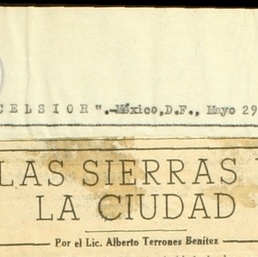 CELSIOR".-México,D.F., Mayo 29
LAS SIERRAS
LA CIUDAD
Por el Lic. Alberto Terrones Benítez